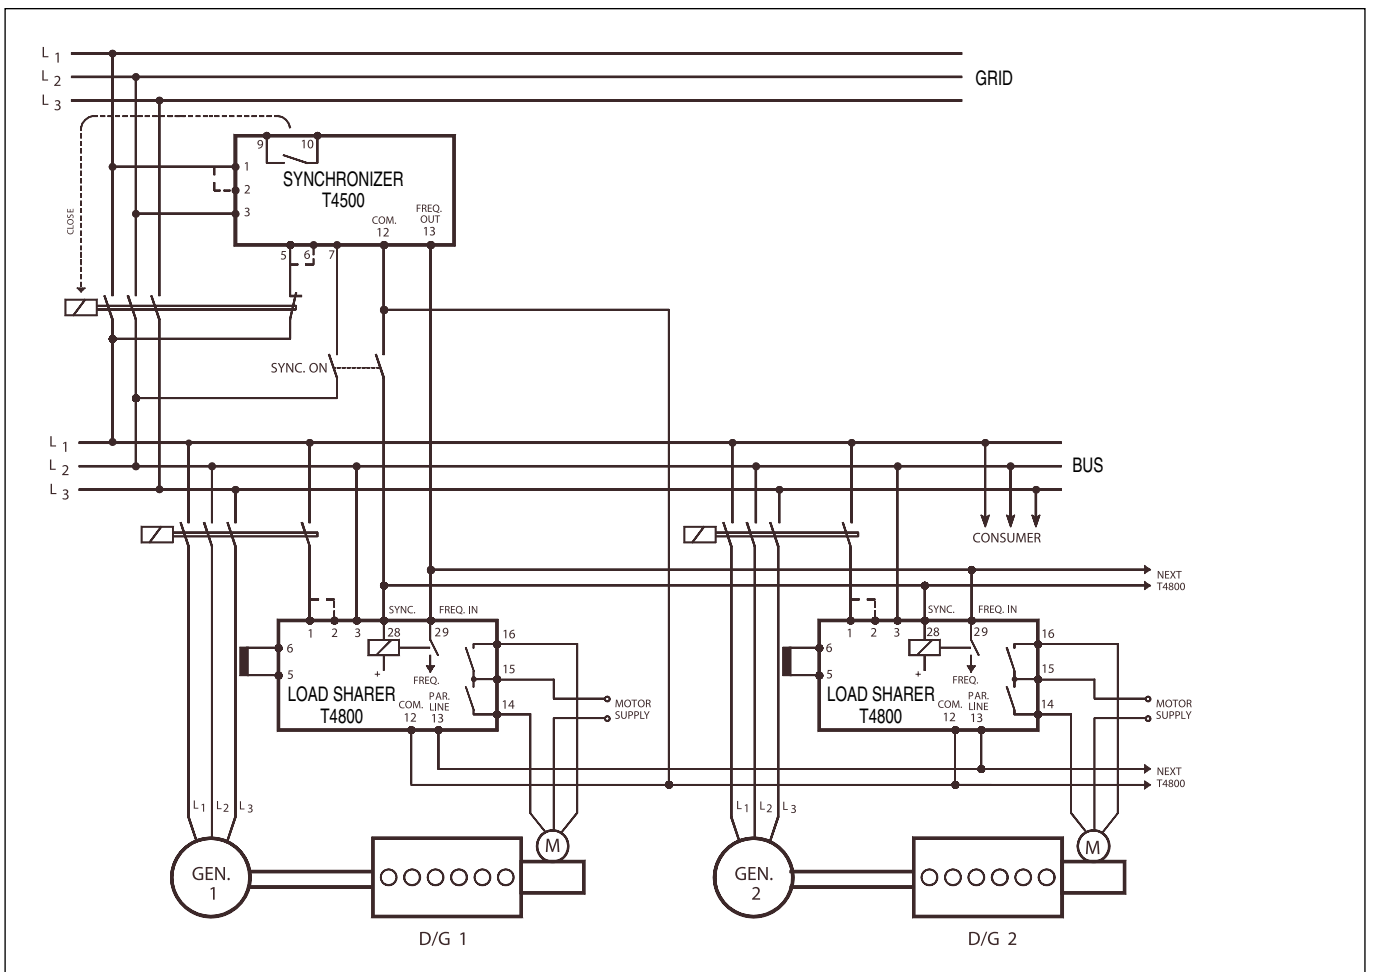 L 1
L 2
L 3
GRID
9 10
1
2
3
SYNCHRONIZER
T4500
COM.
12
FREQ.
OUT
13
5 6 7
CLOSE
SYNC. ON
L 1
L 2
L 3
BUS
CONSUMER
NEXT
T4800
SYNC. FREQ. IN
1 2 3 28 29
16
15
14
6
5
+
FREQ.
LOAD SHARER
T4800
COM.
12
PAR.
LINE
13
MOTOR
SUPPLY
SYNC. FREQ. IN
1 2 3 28 29
16
15
14
6
5
+
FREQ.
LOAD SHARER
T4800
COM.
12
PAR.
LINE
13
MOTOR
SUPPLY
NEXT
T4800
L 1 L 2 L 3
L 1 L 2 L 3
M
M
GEN.
1
GEN.
2
D/G 1
D/G 2